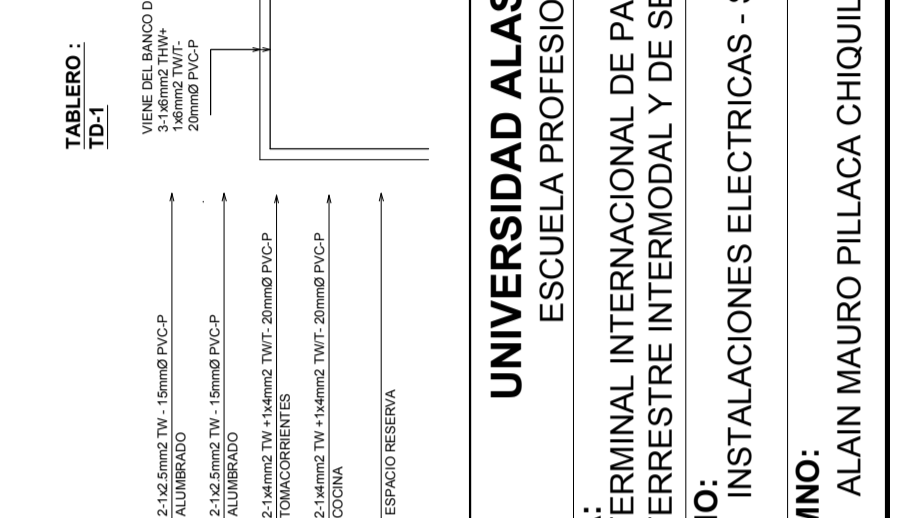 TABLERO :
TD-1
VIENE DEL BANCO D
3-1x6mm2 THW+
1x6mm2 TW/T-
20mmØ PVC-P
2-1x2.5mm2 TW - 15mmØ PVC-P
ALUMBRADO
2-1x2.5mm2 TW - 15mmØ PVC-P
ALUMBRADO
2-1x4mm2 TW +1x4mm2 TW/T- 20mmØ PVC-P
TOMACORRIENTES
2-1x4mm2 TW +1x4mm2 TW/T- 20mmØ PVC-P
COCINA
ESPACIO RESERVA
UNIVERSIDAD ALAS
ESCUELA PROFESIO
ERMINAL INTERNACIONAL DE PA
ERRESTRE INTERMODAL Y DE SE
NO:
INSTALACIONES ELECTRICAS - S
MNO:
ALAIN MAURO PILLACA CHIQUIL